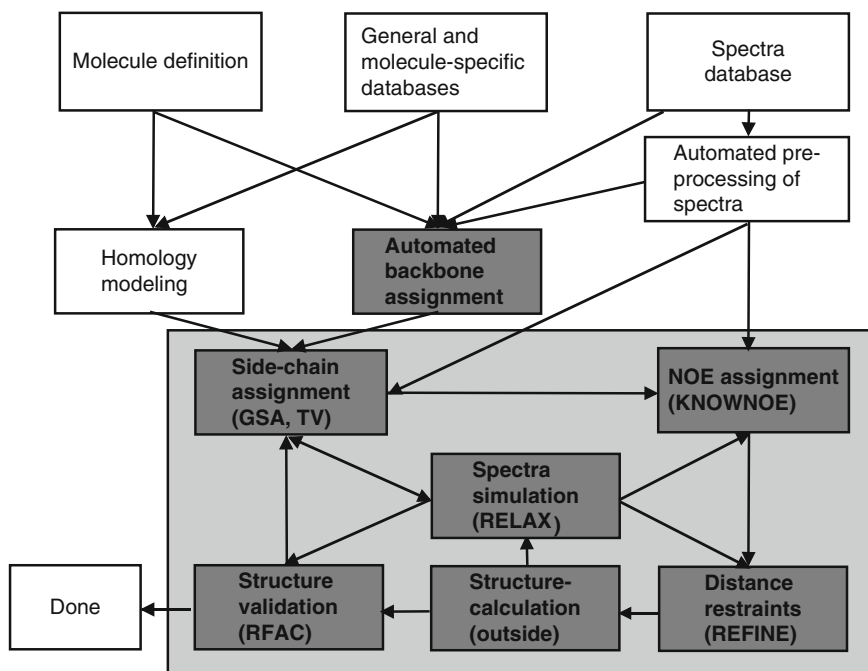 Molecule definition
General and
molecule-specific
databases
Spectra
database
Automated pre-
processing of
spectra
Homology
modeling
Automated
backbone
assignment
Side-chain
assignment
(GSA, TV)
NOE assignment
(KNOWNOE)
Spectra
simulation
(RELAX)
Done
Structure
validation
(RFAC)
Structure-
calculation
(outside)
Distance
restraints
(REFINE)